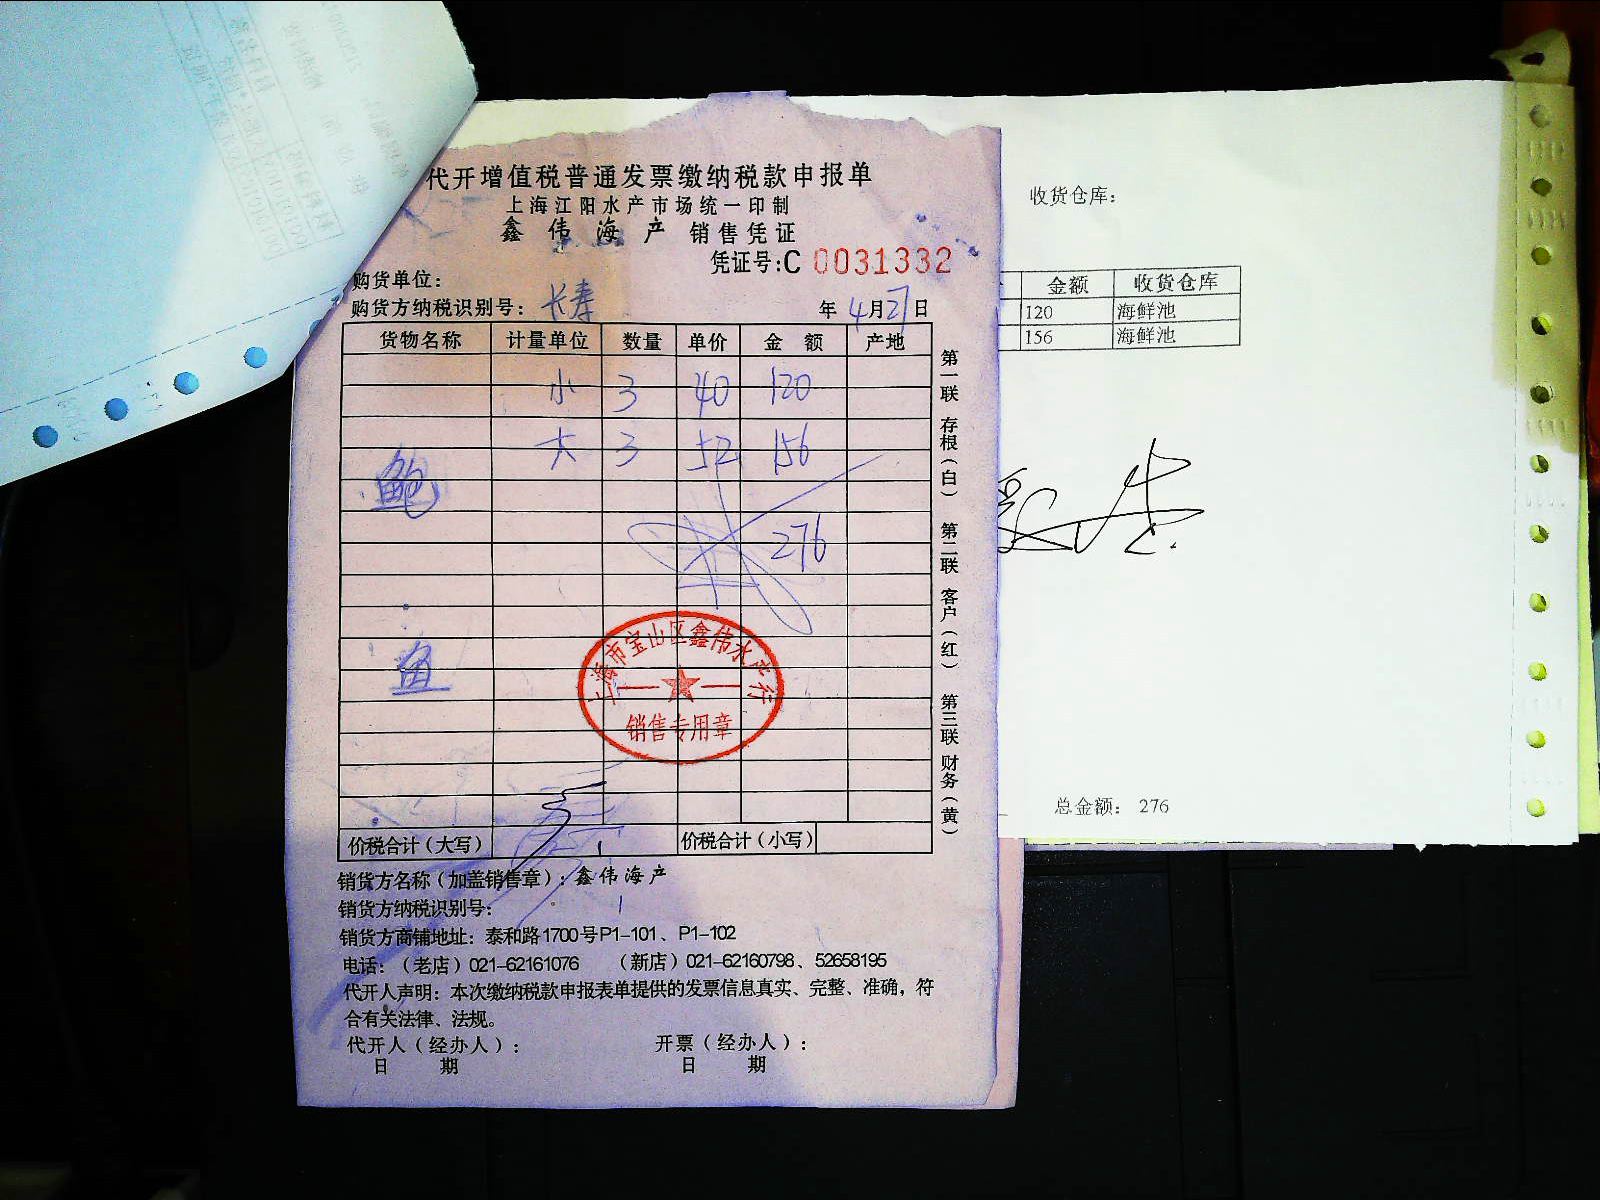 代开增值税普通发票缴纳税款申报单
上海江阳水产市场统一印制
鑫伟海产 销售凭证
凭证号:C 0031332
购货单位:
购货方纳税识别号: 长寿 年4月27日
货物名称 计量单位 数量 单价 金额 产地
小 3 40 120
大 3 52 156
鲍
276
鱼
上海市宝山区鑫伟水产行
销售专用章
价税合计（大写） 价税合计（小写）
销货方名称（加盖销售章）: 鑫伟海产
销货方纳税识别号:
销货方商铺地址: 泰和路1700号P1-101、P1-102
电话:（老店）021-62161076 （新店）021-62160798、52658195
代开人声明: 本次缴纳税款申报表单提供的发票信息真实、完整、准确，符
合有关法律、法规。
代开人（经办人）: 开票（经办人）:
日 期 日 期
第一联 存根（白） 第二联 客户（红） 第三联 财务（黄）
收货仓库:
金额 收货仓库
120 海鲜池
156 海鲜池
总金额: 276